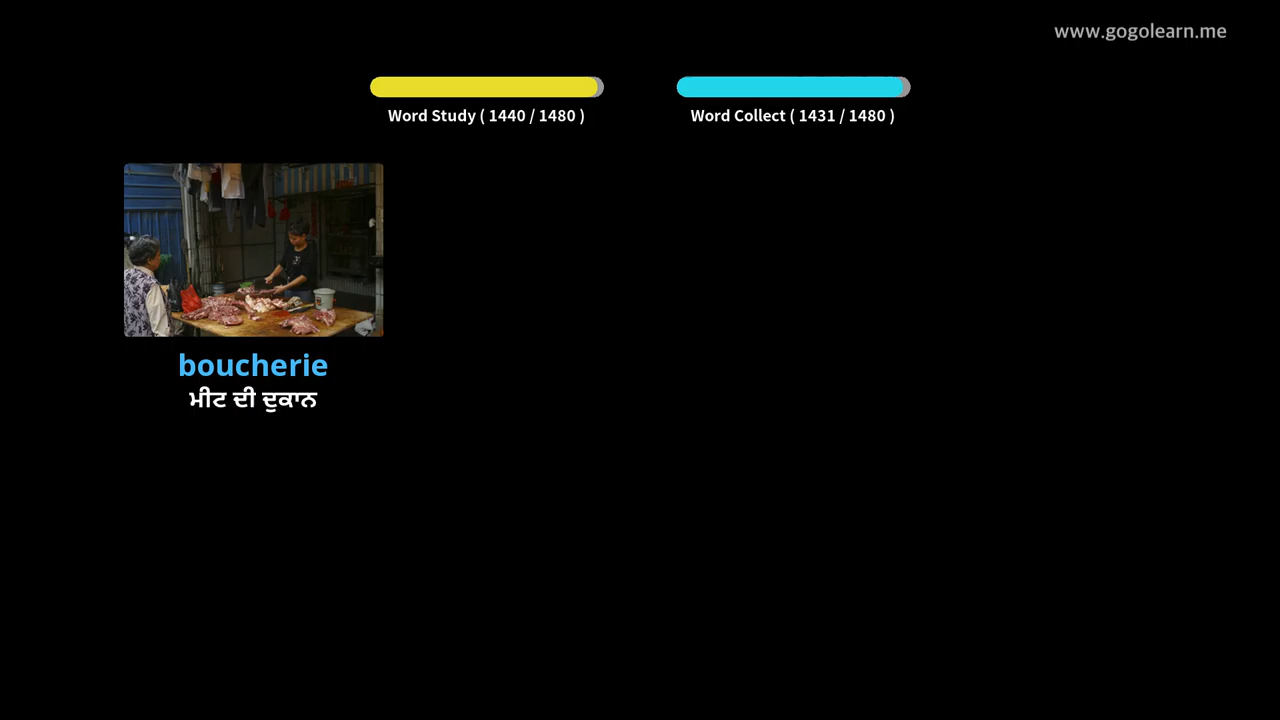 www.gogolearn.me
Word Study ( 1440 / 1480 )
Word Collect ( 1431 / 1480 )
boucherie
ਮੀਟ ਦੀ ਦੁਕਾਨ